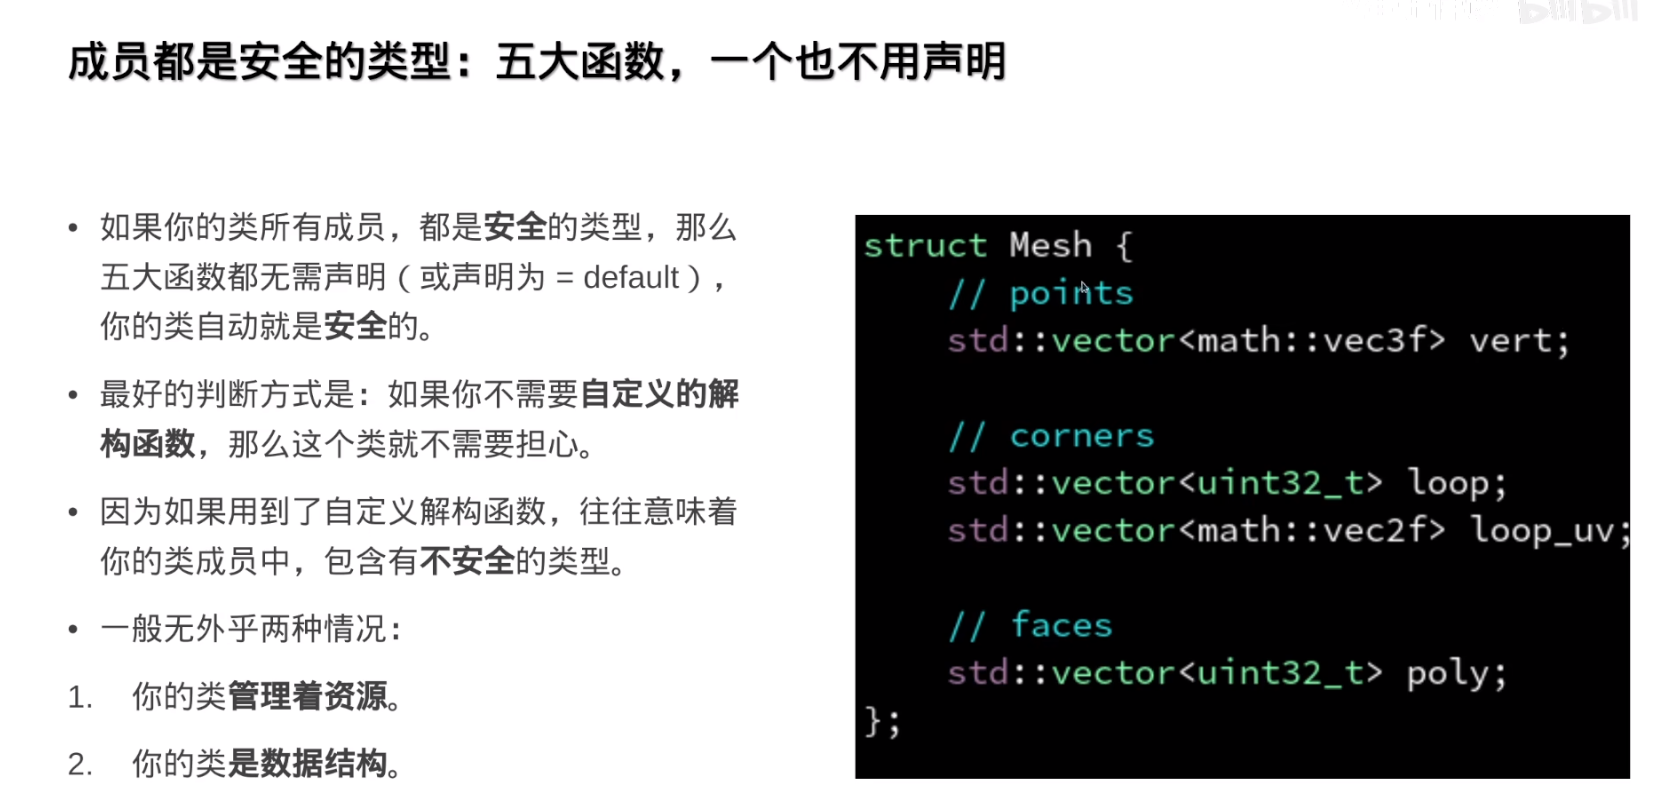 成员都是安全的类型：五大函数，一个也不用声明
• 如果你的类所有成员，都是安全的类型，那么
五大函数都无需声明（或声明为 = default），
你的类自动就是安全的。
• 最好的判断方式是：如果你不需要自定义的解
构函数，那么这个类就不需要担心。
• 因为如果用到了自定义解构函数，往往意味着
你的类成员中，包含有不安全的类型。
• 一般无外乎两种情况：
1. 你的类管理着资源。
2. 你的类是数据结构。
struct Mesh {
// points
std::vector<math::vec3f> vert;
// corners
std::vector<uint32_t> loop;
std::vector<math::vec2f> loop_uv;
// faces
std::vector<uint32_t> poly;
};
bilibili